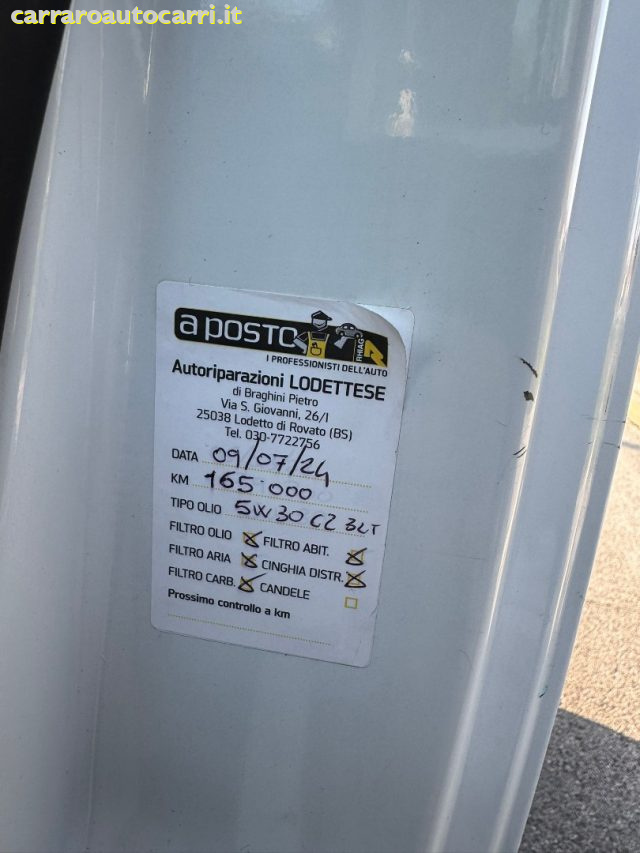 carraroautocarri.it
a POSTO
RHIAG
I PROFESSIONISTI DELL'AUTO
Autoriparazioni LODETTESE
di Braghini Pietro
Via S. Giovanni, 26/I
25038 Lodetto di Rovato (BS)
Tel. 030-7722756
DATA 09/07/24
KM 165.000
TIPO OLIO 5W30 C2 3LT
FILTRO OLIO FILTRO ABIT.
FILTRO ARIA CINGHIA DISTR.
FILTRO CARB. CANDELE
Prossimo controllo a km